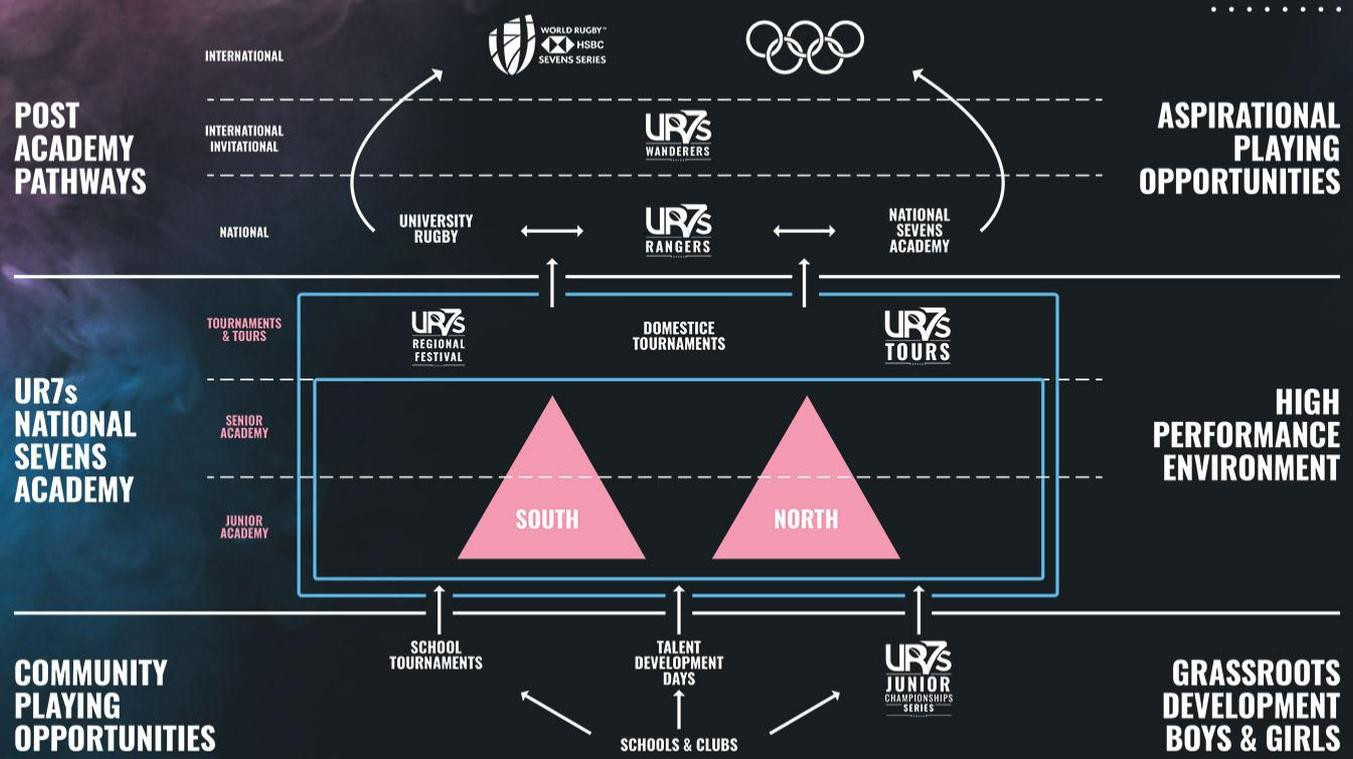 INTERNATIONAL
WORLD RUGBY™
HSBC
SEVENS SERIES
POST
ACADEMY
PATHWAYS
INTERNATIONAL
INVITATIONAL
UR7s
WANDERERS
ASPIRATIONAL
PLAYING
OPPORTUNITIES
NATIONAL
UNIVERSITY
RUGBY
UR7s
RANGERS
NATIONAL
SEVENS
ACADEMY
TOURNAMENTS
& TOURS
UR7s
REGIONAL
FESTIVAL
DOMESTICE
TOURNAMENTS
UR7s
TOURS
UR7s
NATIONAL
SEVENS
ACADEMY
SENIOR
ACADEMY
HIGH
PERFORMANCE
ENVIRONMENT
JUNIOR
ACADEMY
SOUTH
NORTH
COMMUNITY
PLAYING
OPPORTUNITIES
SCHOOL
TOURNAMENTS
TALENT
DEVELOPMENT
DAYS
UR7s
JUNIOR
CHAMPIONSHIPS
SERIES
SCHOOLS & CLUBS
GRASSROOTS
DEVELOPMENT
BOYS & GIRLS